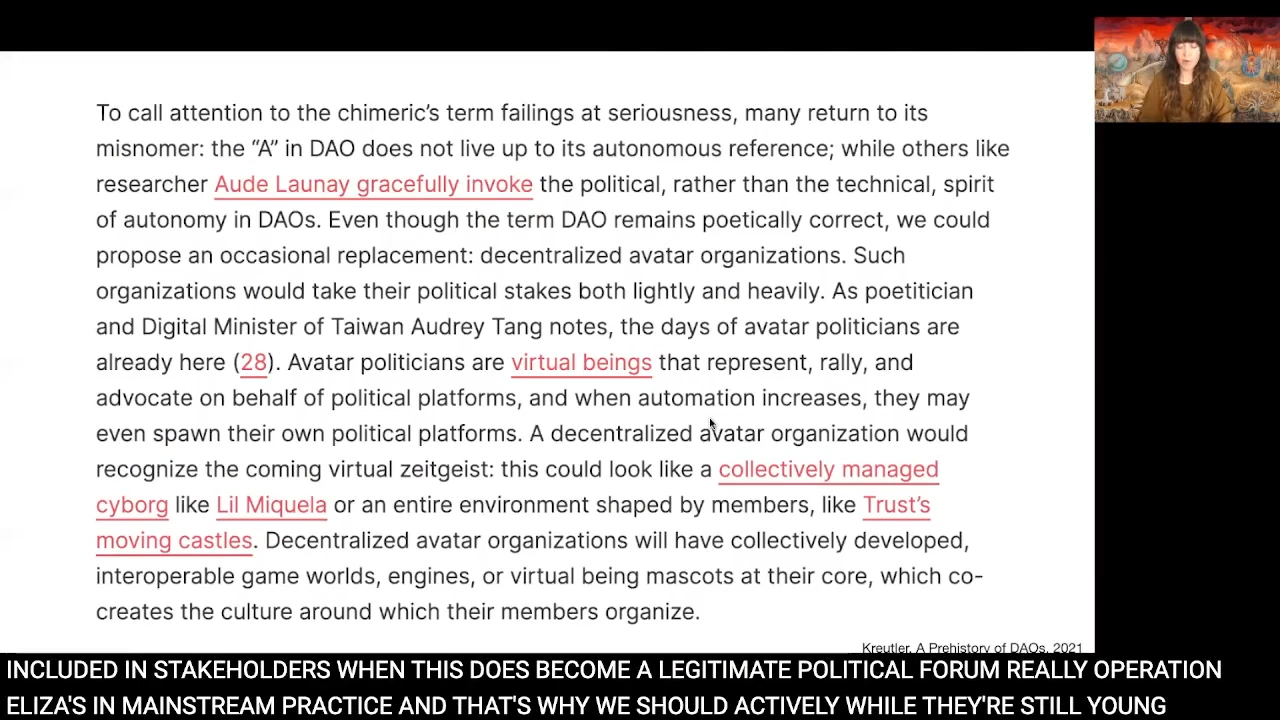 To call attention to the chimeric’s term failings at seriousness, many return to its
misnomer: the “A” in DAO does not live up to its autonomous reference; while others like
researcher Aude Launay gracefully invoke the political, rather than the technical, spirit
of autonomy in DAOs. Even though the term DAO remains poetically correct, we could
propose an occasional replacement: decentralized avatar organizations. Such
organizations would take their political stakes both lightly and heavily. As poetitician
and Digital Minister of Taiwan Audrey Tang notes, the days of avatar politicians are
already here (28). Avatar politicians are virtual beings that represent, rally, and
advocate on behalf of political platforms, and when automation increases, they may
even spawn their own political platforms. A decentralized avatar organization would
recognize the coming virtual zeitgeist: this could look like a collectively managed
cyborg like Lil Miquela or an entire environment shaped by members, like Trust’s
moving castles. Decentralized avatar organizations will have collectively developed,
interoperable game worlds, engines, or virtual being mascots at their core, which co-
creates the culture around which their members organize.
Kreutler, A Prehistory of DAOs, 2021
INCLUDED IN STAKEHOLDERS WHEN THIS DOES BECOME A LEGITIMATE POLITICAL FORUM REALLY OPERATION
ELIZA'S IN MAINSTREAM PRACTICE AND THAT'S WHY WE SHOULD ACTIVELY WHILE THEY'RE STILL YOUNG